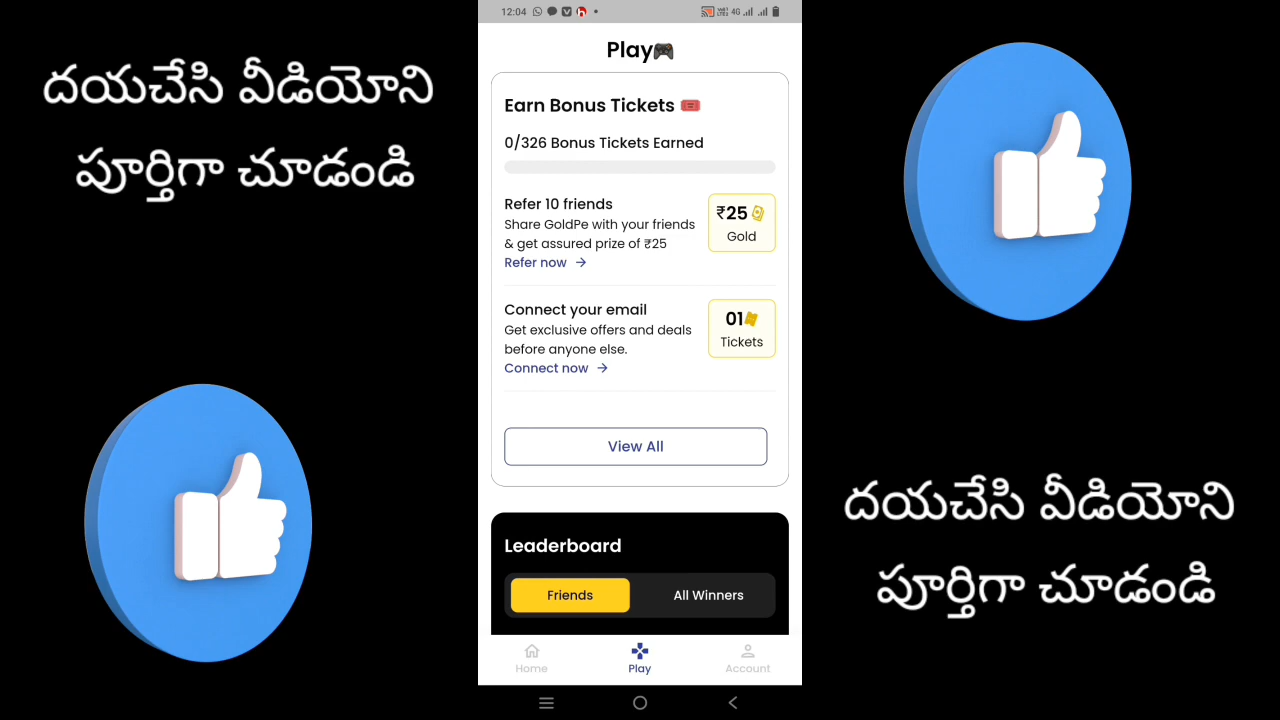 దయచేసి వీడియోని
పూర్తిగా చూడండి
12:04
4G
Play
Earn Bonus Tickets
0/326 Bonus Tickets Earned
Refer 10 friends
Share GoldPe with your friends
& get assured prize of ₹25
Refer now →
₹25
Gold
Connect your email
Get exclusive offers and deals
before anyone else.
Connect now →
01
Tickets
View All
Leaderboard
Friends
All Winners
Home
Play
Account
దయచేసి వీడియోని
పూర్తిగా చూడండి